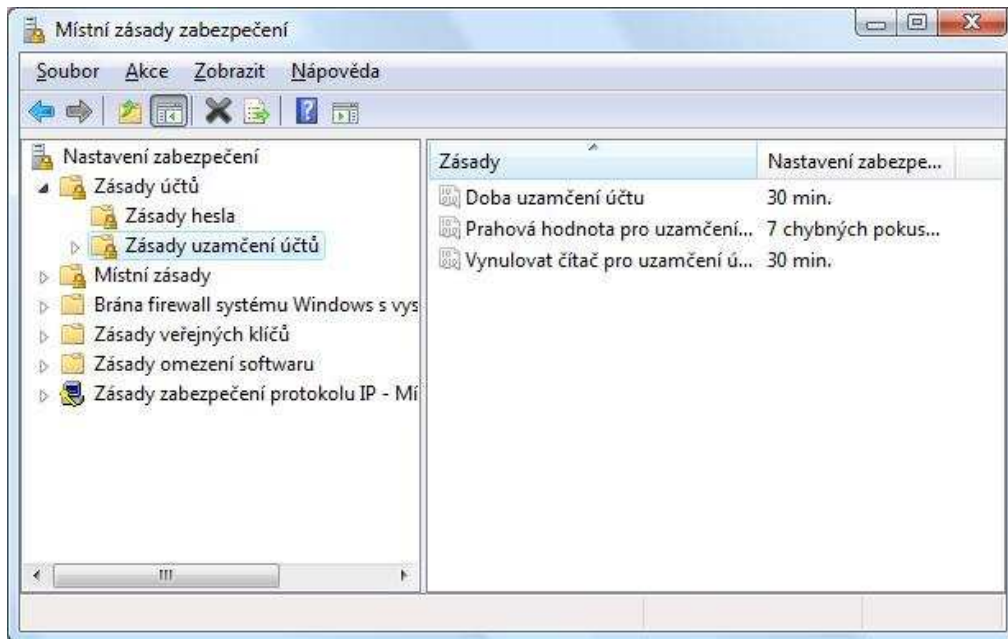 Místní zásady zabezpečení
Soubor Akce Zobrazit Nápověda
Nastavení zabezpečení
Zásady účtů
Zásady hesla
Zásady uzamčení účtů
Místní zásady
Brána firewall systému Windows s vys
Zásady veřejných klíčů
Zásady omezení softwaru
Zásady zabezpečení protokolu IP - Mí
Zásady Nastavení zabezpe...
Doba uzamčení účtu 30 min.
Prahová hodnota pro uzamčení... 7 chybných pokus...
Vynulovat čítač pro uzamčení ú... 30 min.